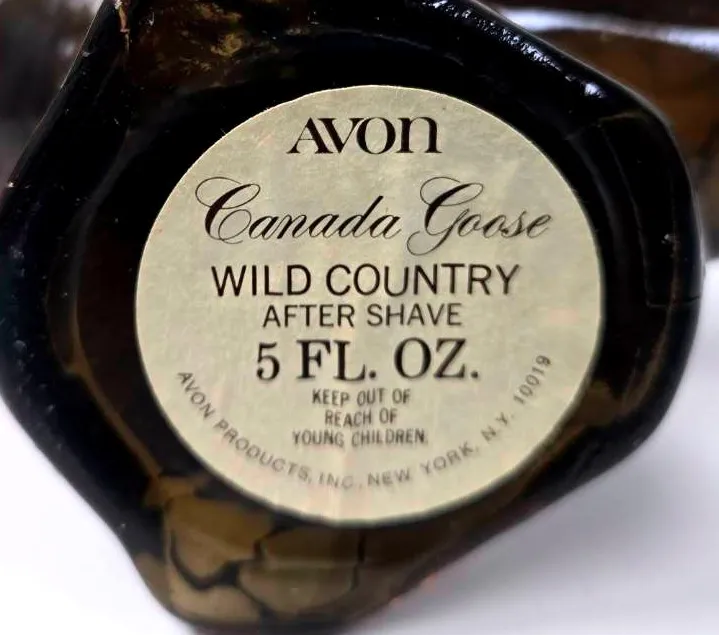 AVON
Canada Goose
WILD COUNTRY
AFTER SHAVE
5 FL. OZ.
KEEP OUT OF
REACH OF
YOUNG CHILDREN.
AVON PRODUCTS, INC., NEW YORK, N.Y. 10019